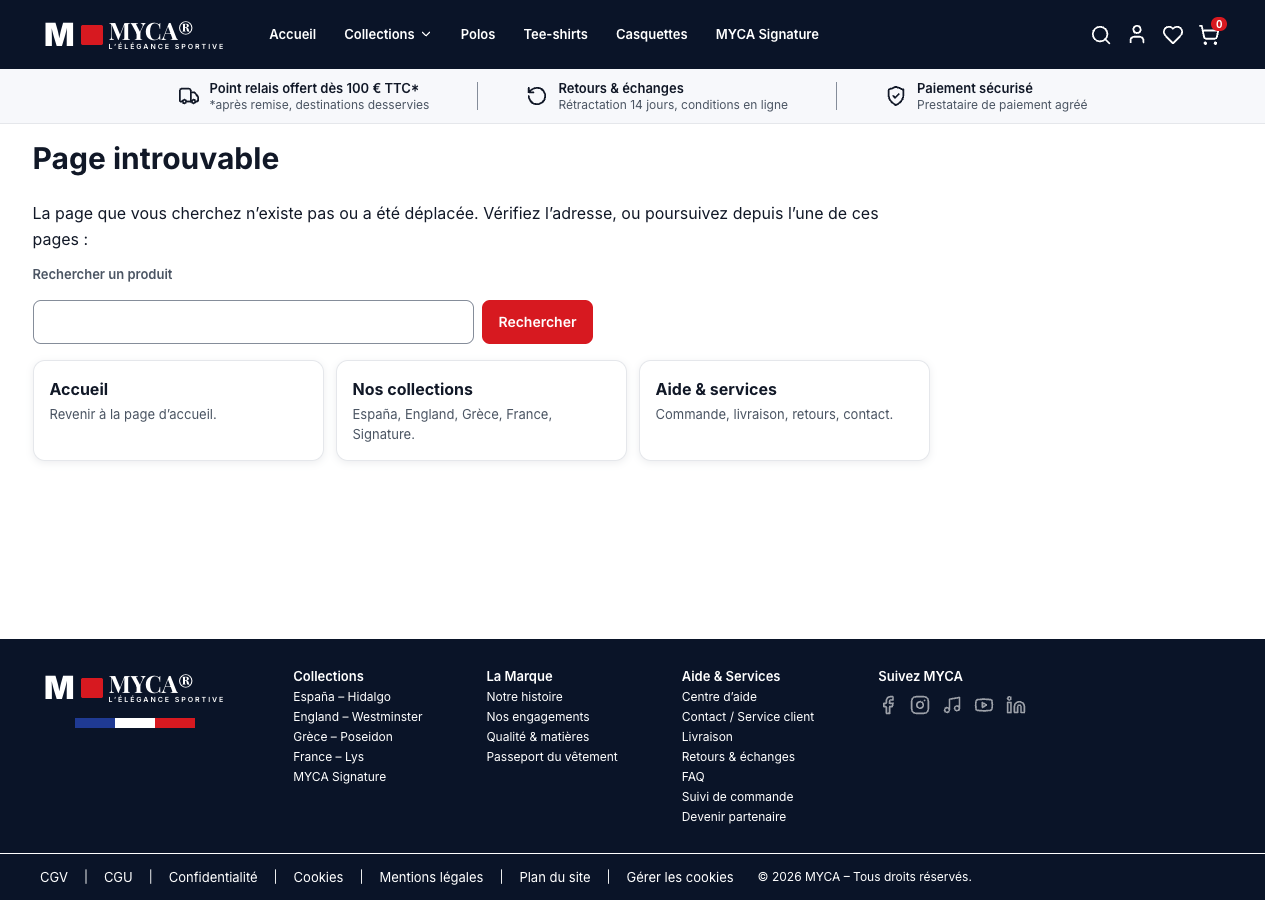 M MYCA®
L'ÉLÉGANCE SPORTIVE
Accueil
Collections
Polos
Tee-shirts
Casquettes
MYCA Signature
0
Point relais offert dès 100 € TTC*
*après remise, destinations desservies
Retours & échanges
Rétractation 14 jours, conditions en ligne
Paiement sécurisé
Prestataire de paiement agréé
Page introuvable
La page que vous cherchez n’existe pas ou a été déplacée. Vérifiez l’adresse, ou poursuivez depuis l’une de ces
pages :
Rechercher un produit
Rechercher
Accueil
Revenir à la page d’accueil.
Nos collections
España, England, Grèce, France,
Signature.
Aide & services
Commande, livraison, retours, contact.
M MYCA®
L'ÉLÉGANCE SPORTIVE
Collections
España – Hidalgo
England – Westminster
Grèce – Poseidon
France – Lys
MYCA Signature
La Marque
Notre histoire
Nos engagements
Qualité & matières
Passeport du vêtement
Aide & Services
Centre d’aide
Contact / Service client
Livraison
Retours & échanges
FAQ
Suivi de commande
Devenir partenaire
Suivez MYCA
CGV | CGU | Confidentialité | Cookies | Mentions légales | Plan du site | Gérer les cookies © 2026 MYCA – Tous droits réservés.